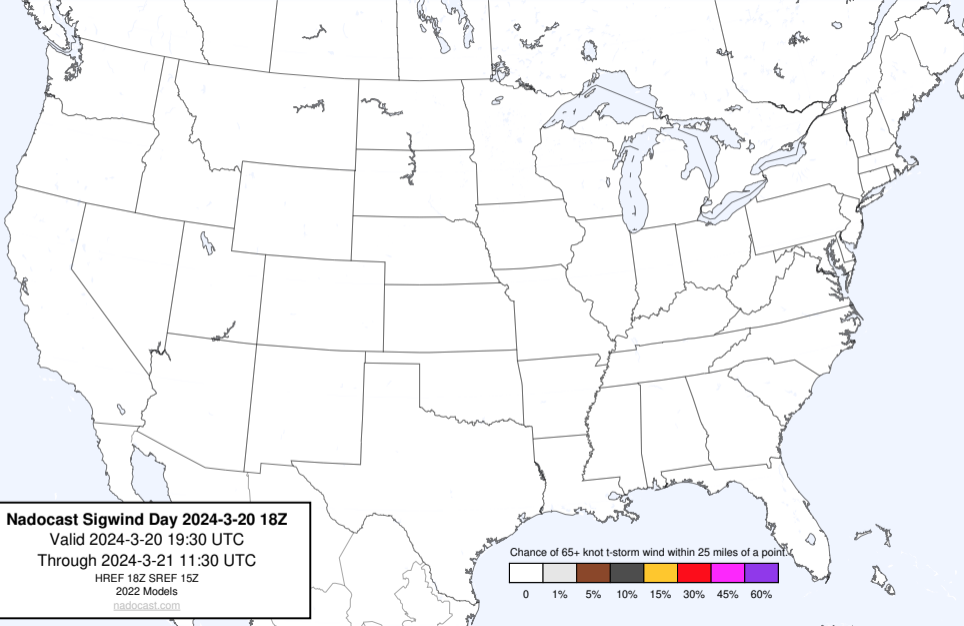 Nadocast Sigwind Day 2024-3-20 18Z
Valid 2024-3-20 19:30 UTC
Through 2024-3-21 11:30 UTC
HREF 18Z SREF 15Z
2022 Models
nadocast.com
Chance of 65+ knot t-storm wind within 25 miles of a point.
0 1% 5% 10% 15% 30% 45% 60%